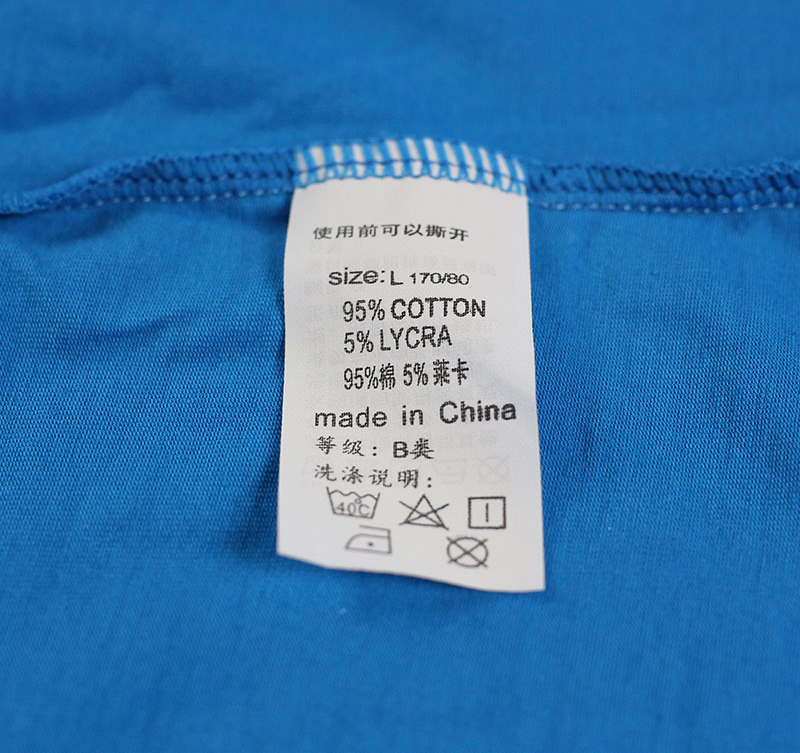 使用前可以撕开
size: L 170/80
95% COTTON
5% LYCRA
95%棉 5%莱卡
made in China
等级：B类
洗涤说明：
40C